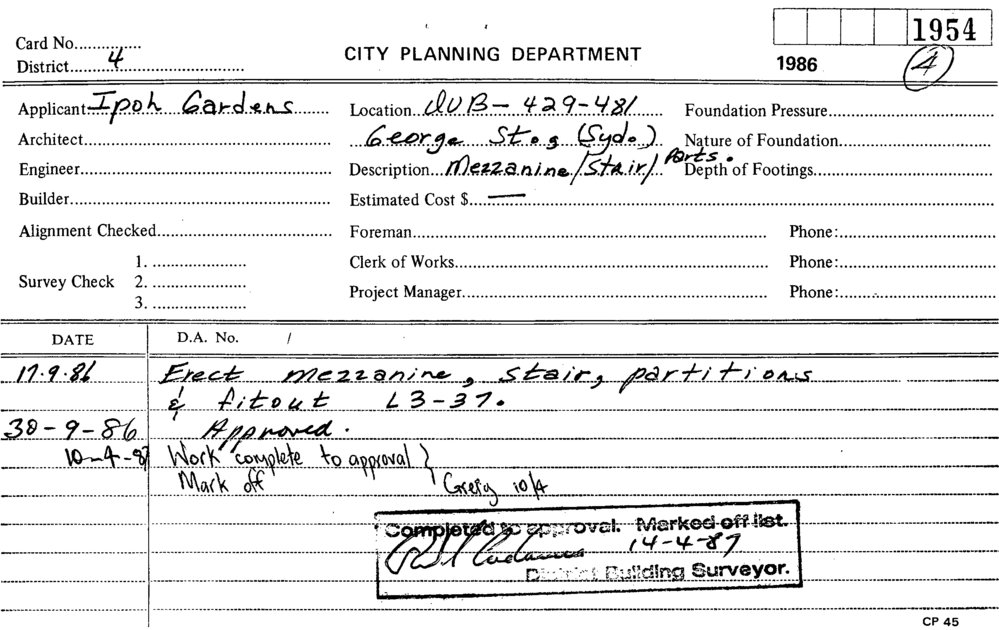 1954
Card No.
District 4
CITY PLANNING DEPARTMENT
1986
4
Applicant Ipoh Gardens
Location QVB - 429-481
Foundation Pressure
Architect
George St., (Syd.)
Nature of Foundation
Engineer
Description Mezzanine/Stair/Parts.
Depth of Footings
Builder
Estimated Cost $ —
Alignment Checked
Foreman
Phone:
Survey Check
1.
2.
3.
Clerk of Works
Phone:
Project Manager
Phone:
DATE
D.A. No. /
17.9.86 Erect mezzanine, stair, partitions
& fitout L3-37.
30-9-86 Approved.
10-4-87 Work complete to approval }
Mark off Greig 10/4
Completed to approval. Marked off list.
14-4-87
District Building Surveyor.
CP 45